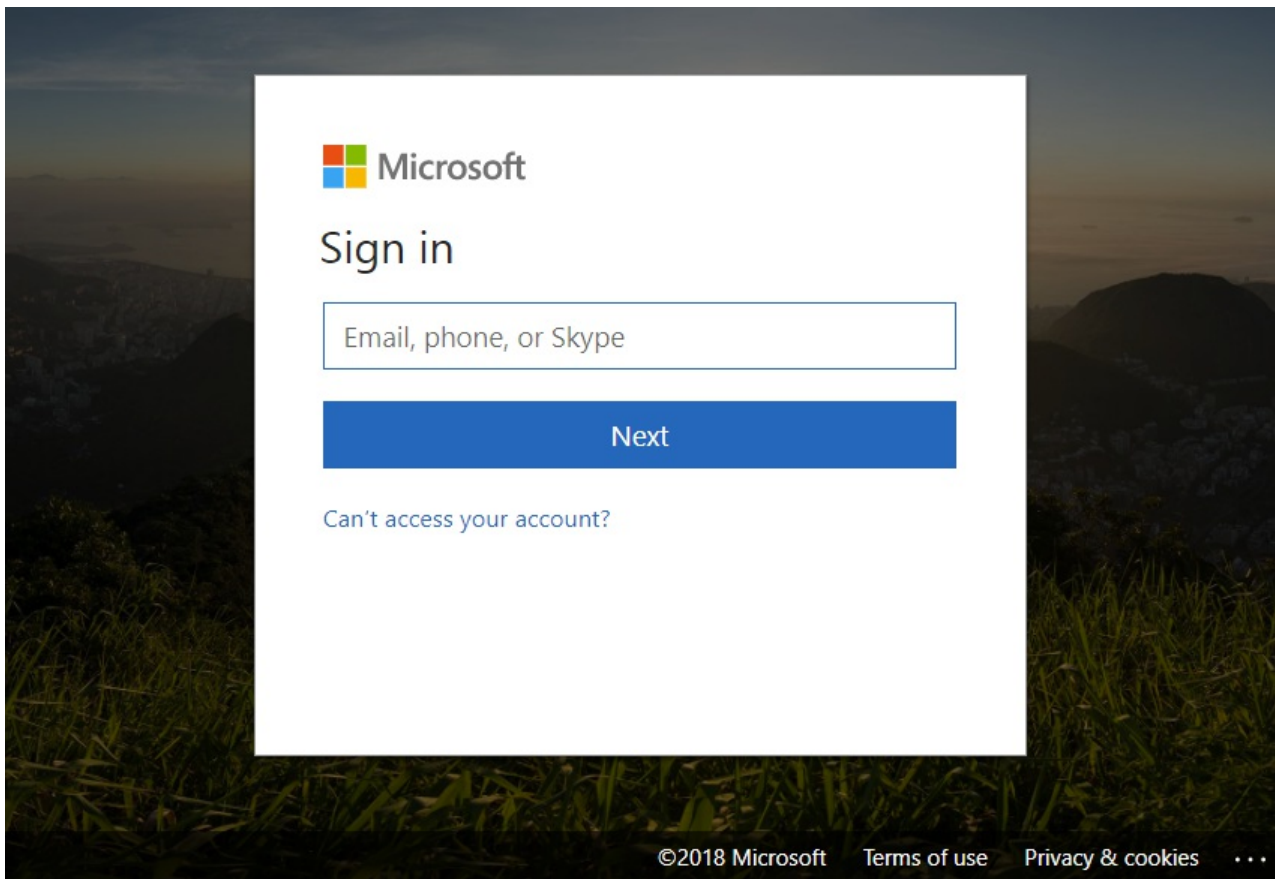 Microsoft
Sign in
Email, phone, or Skype
Next
Can't access your account?
©2018 Microsoft Terms of use Privacy & cookies ...